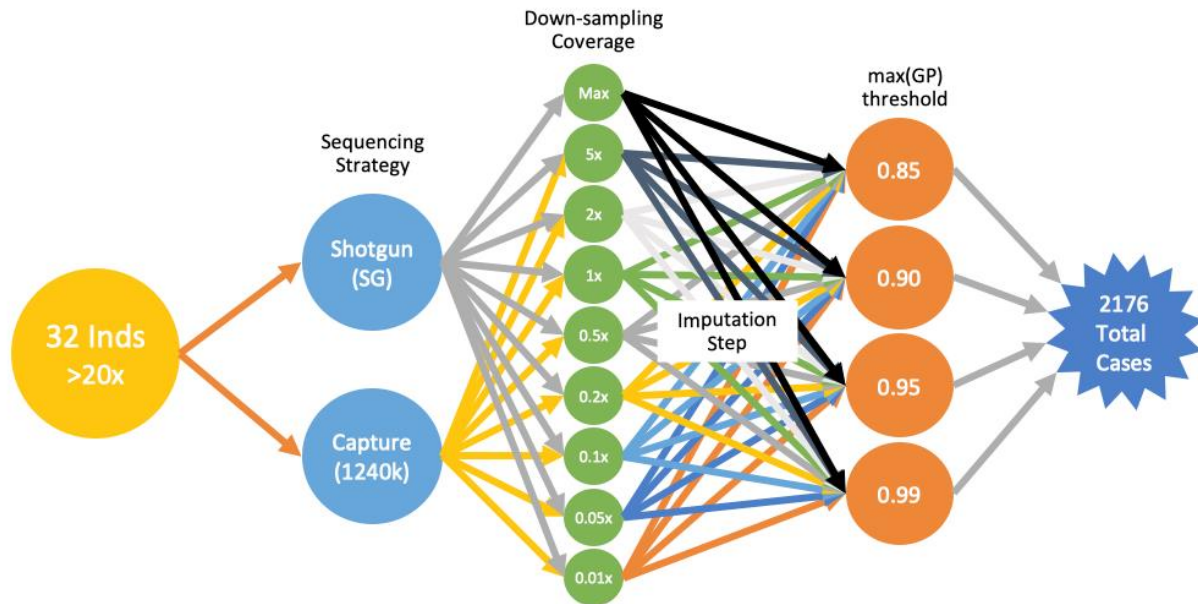 Down-sampling
Coverage
max(GP)
threshold
Sequencing
Strategy
32 Inds
>20x
Shotgun
(SG)
Capture
(1240k)
Max
5x
2x
1x
0.5x
0.2x
0.1x
0.05x
0.01x
Imputation
Step
0.85
0.90
0.95
0.99
2176
Total
Cases